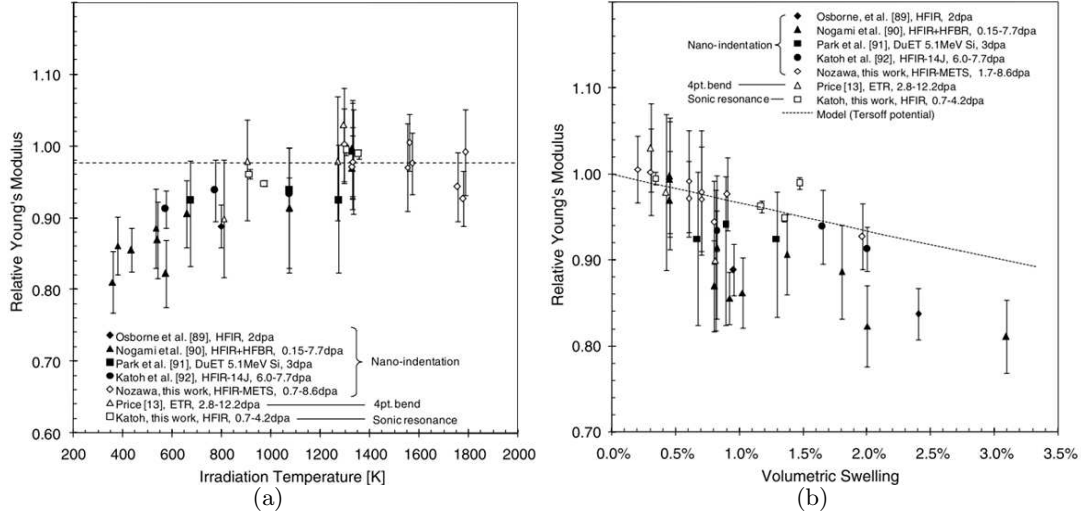 1.10
1.00
0.90
0.80
0.70
0.60
Relative Young's Modulus
Osborne et al. [89], HFIR, 2dpa
Nogami et al. [90], HFIR+HFBR, 0.15-7.7dpa
Park et al. [91], DuET 5.1MeV Si, 3dpa
Katoh et al. [92], HFIR-14J, 6.0-7.7dpa
Nozawa, this work, HFIR-METS, 0.7-8.6dpa
Nano-indentation
Price [13], ETR, 2.8-12.2dpa
4pt. bend
Katoh, this work, HFIR, 0.7-4.2dpa
Sonic resonance
200 400 600 800 1000 1200 1400 1600 1800 2000
Irradiation Temperature [K]
(a)
1.20
1.10
1.00
0.90
0.80
0.70
Relative Young's Modulus
Osborne, et al. [89], HFIR, 2dpa
Nogami et al. [90], HFIR+HFBR, 0.15-7.7dpa
Nano-indentation
Park et al. [91], DuET 5.1MeV Si, 3dpa
Katoh et al. [92], HFIR-14J, 6.0-7.7dpa
Nozawa, this work, HFIR-METS, 1.7-8.6dpa
4pt. bend
Price [13], ETR, 2.8-12.2dpa
Sonic resonance
Katoh, this work, HFIR, 0.7-4.2dpa
Model (Tersoff potential)
0.0% 0.5% 1.0% 1.5% 2.0% 2.5% 3.0% 3.5%
Volumetric Swelling
(b)